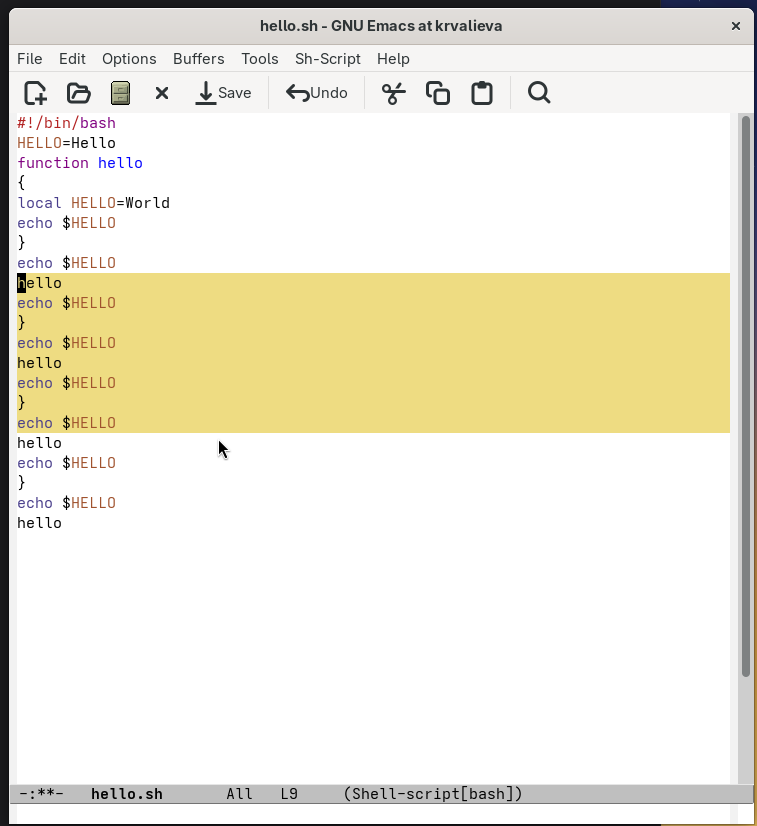 hello.sh - GNU Emacs at krvalieva
File Edit Options Buffers Tools Sh-Script Help
Save Undo
#!/bin/bash
HELLO=Hello
function hello
{
local HELLO=World
echo $HELLO
}
echo $HELLO
hello
echo $HELLO
}
echo $HELLO
hello
echo $HELLO
}
echo $HELLO
hello
echo $HELLO
}
echo $HELLO
hello
-:**- hello.sh All L9 (Shell-script[bash])